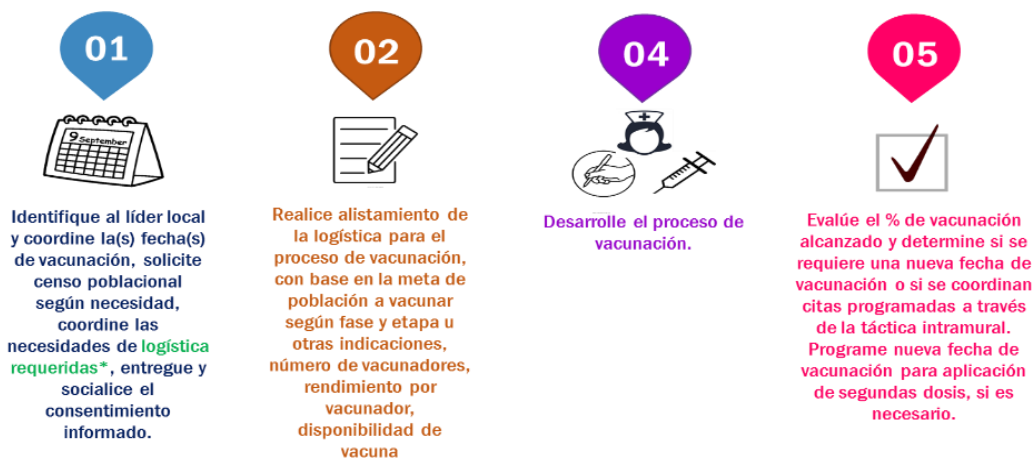 01
9 September
Identifique al líder local
y coordine la(s) fecha(s)
de vacunación, solicite
censo poblacional
según necesidad,
coordine las
necesidades de logística
requeridas*, entregue y
socialice el
consentimiento
informado.
02
Realice alistamiento de
la logística para el
proceso de vacunación,
con base en la meta de
población a vacunar
según fase y etapa u
otras indicaciones,
número de vacunadores,
rendimiento por
vacunador,
disponibilidad de
vacuna
04
Desarrolle el proceso de
vacunación.
05
Evalúe el % de vacunación
alcanzado y determine si se
requiere una nueva fecha de
vacunación o si se coordinan
citas programadas a través
de la táctica intramural.
Programe nueva fecha de
vacunación para aplicación
de segundas dosis, si es
necesario.